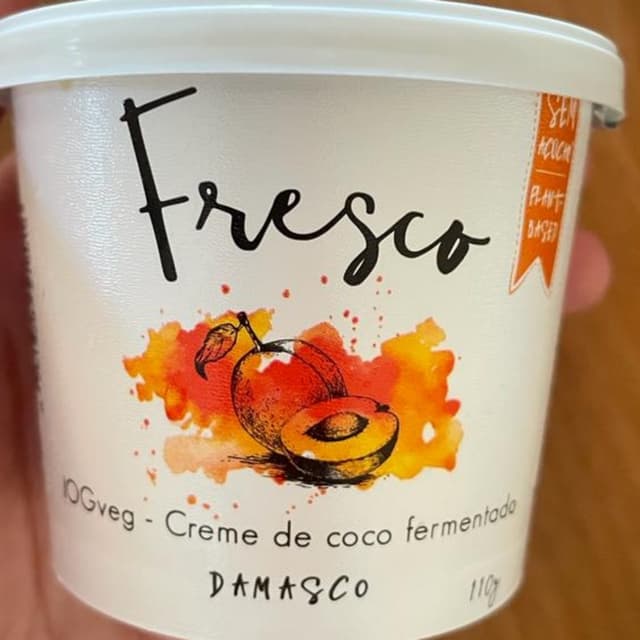 Fresco
SEM
AÇÚCAR
PLANT
BASED
IOGveg - Creme de coco fermentado
DAMASCO
110g